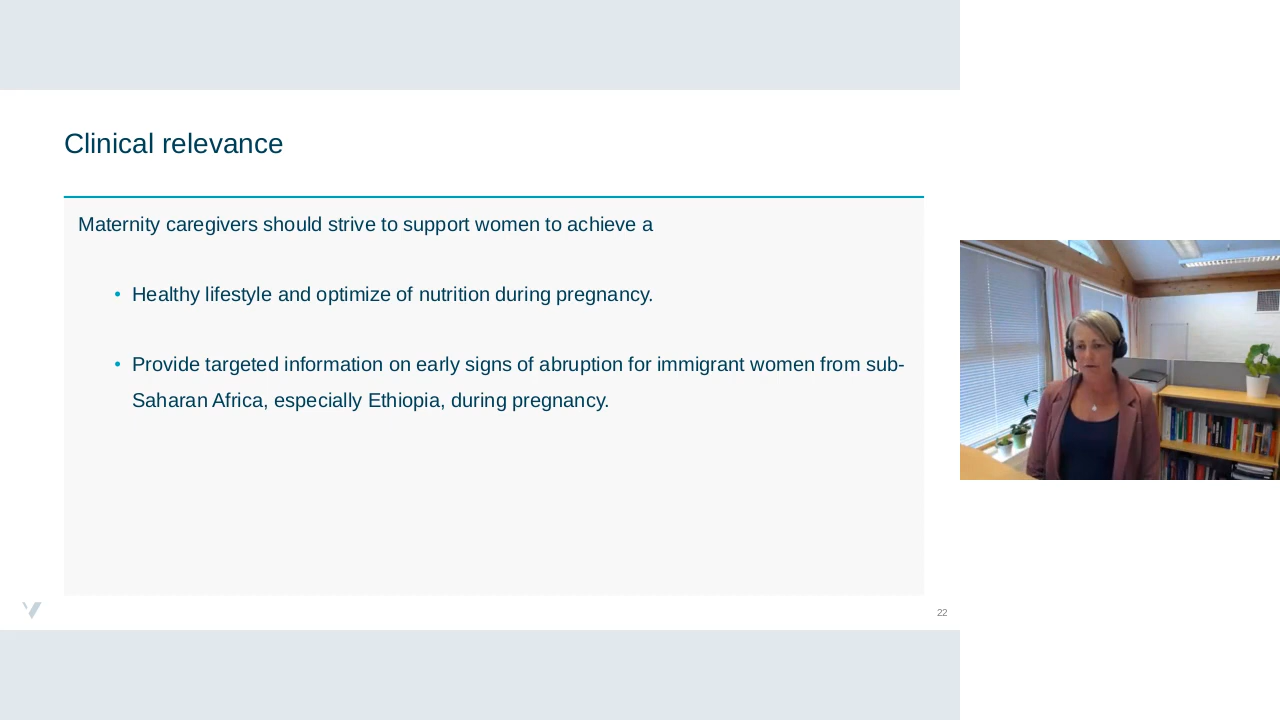 Clinical relevance
Maternity caregivers should strive to support women to achieve a
• Healthy lifestyle and optimize of nutrition during pregnancy.
• Provide targeted information on early signs of abruption for immigrant women from sub-
Saharan Africa, especially Ethiopia, during pregnancy.
22